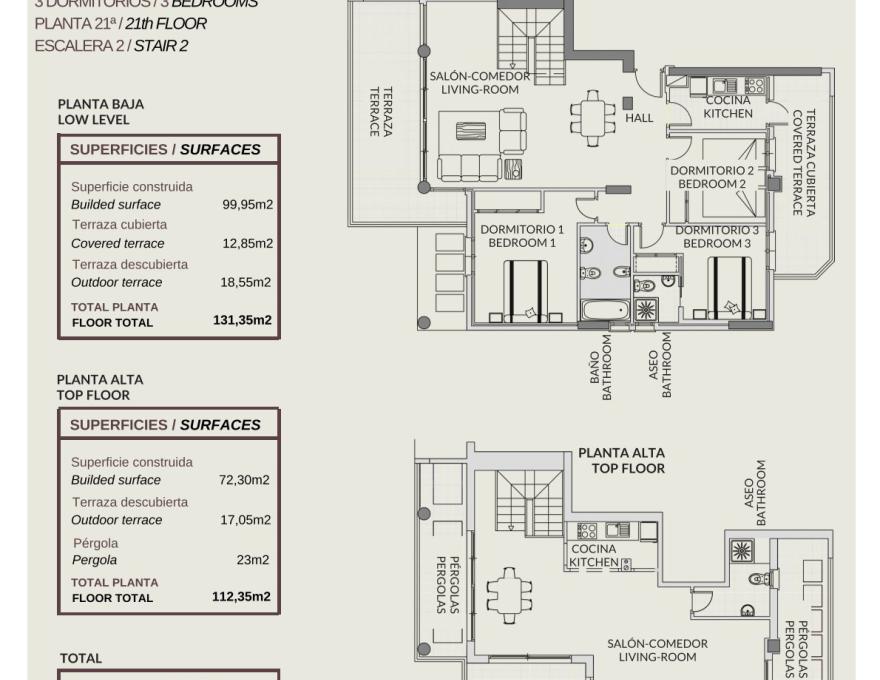 3 DORMITORIOS / 3 BEDROOMS
PLANTA 21ª / 21th FLOOR
ESCALERA 2 / STAIR 2
PLANTA BAJA
LOW LEVEL
SUPERFICIES / SURFACES
Superficie construida
Builded surface 99,95m2
Terraza cubierta
Covered terrace 12,85m2
Terraza descubierta
Outdoor terrace 18,55m2
TOTAL PLANTA
FLOOR TOTAL 131,35m2
PLANTA ALTA
TOP FLOOR
SUPERFICIES / SURFACES
Superficie construida
Builded surface 72,30m2
Terraza descubierta
Outdoor terrace 17,05m2
Pérgola
Pergola 23m2
TOTAL PLANTA
FLOOR TOTAL 112,35m2
TOTAL
TERRAZA
TERRACE
SALÓN-COMEDOR
LIVING-ROOM
HALL
COCINA
KITCHEN
TERRAZA CUBIERTA
COVERED TERRACE
DORMITORIO 2
BEDROOM 2
DORMITORIO 1
BEDROOM 1
DORMITORIO 3
BEDROOM 3
BAÑO
BATHROOM
ASEO
BATHROOM
PLANTA ALTA
TOP FLOOR
ASEO
BATHROOM
COCINA
KITCHEN
PÉRGOLAS
PERGOLAS
SALÓN-COMEDOR
LIVING-ROOM
PÉRGOLAS
PERGOLAS